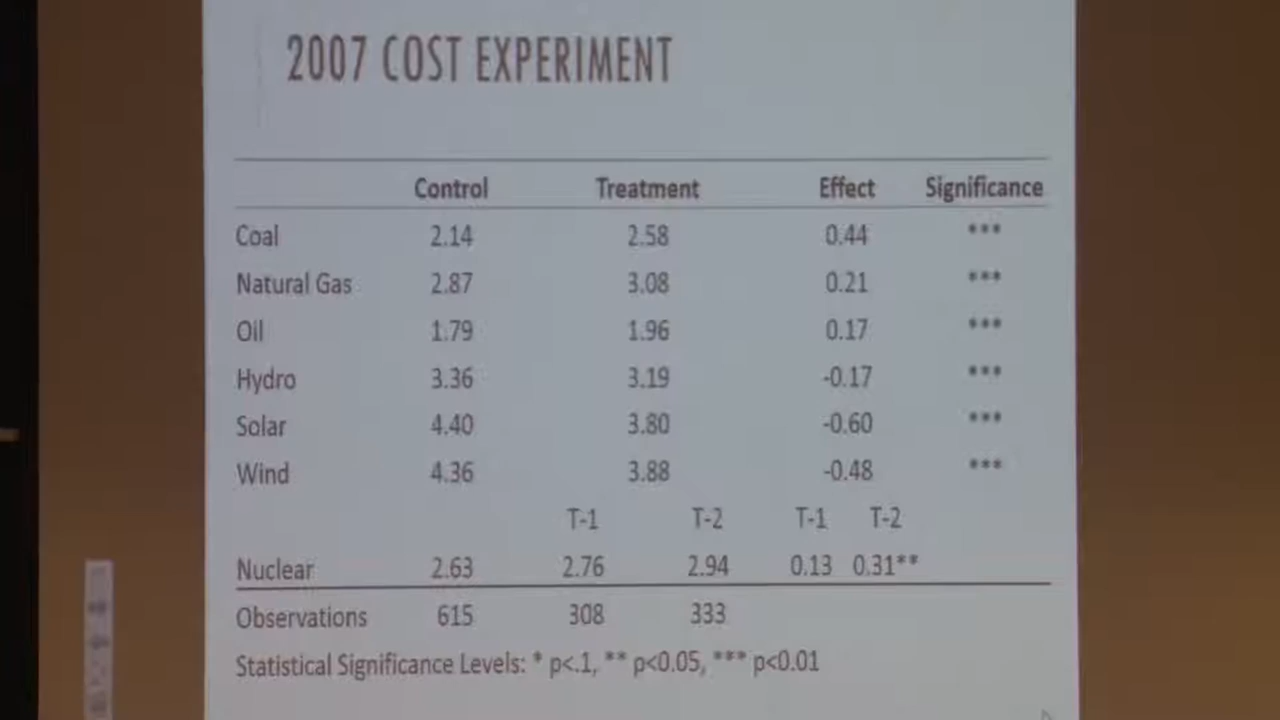 2007 COST EXPERIMENT
Control Treatment Effect Significance
Coal 2.14 2.58 0.44 ***
Natural Gas 2.87 3.08 0.21 ***
Oil 1.79 1.96 0.17 ***
Hydro 3.36 3.19 -0.17 ***
Solar 4.40 3.80 -0.60 ***
Wind 4.36 3.88 -0.48 ***
T-1 T-2 T-1 T-2
Nuclear 2.63 2.76 2.94 0.13 0.31**
Observations 615 308 333
Statistical Significance Levels: * p<.1, ** p<0.05, *** p<0.01